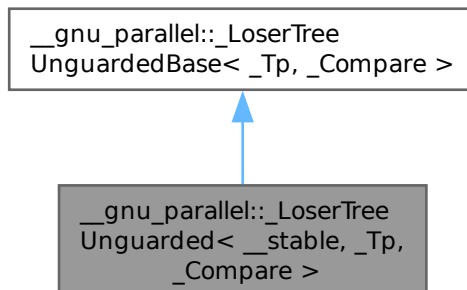 __gnu_parallel::_LoserTree
UnguardedBase< _Tp, _Compare >
__gnu_parallel::_LoserTree
Unguarded< __stable, _Tp,
_Compare >